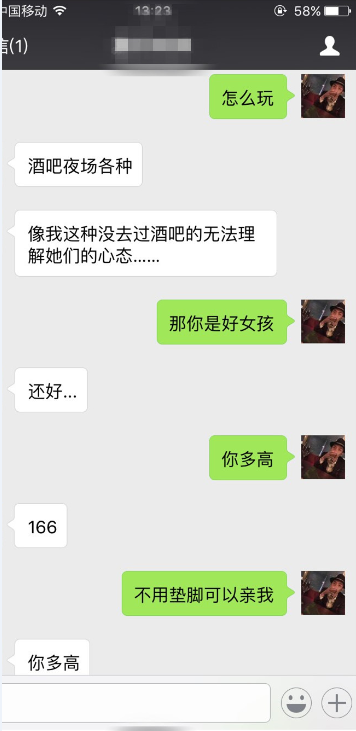 中国移动
13:23
58%
信(1)
怎么玩
酒吧夜场各种
像我这种没去过酒吧的无法理
解她们的心态......
那你是好女孩
还好...
你多高
166
不用垫脚可以亲我
你多高